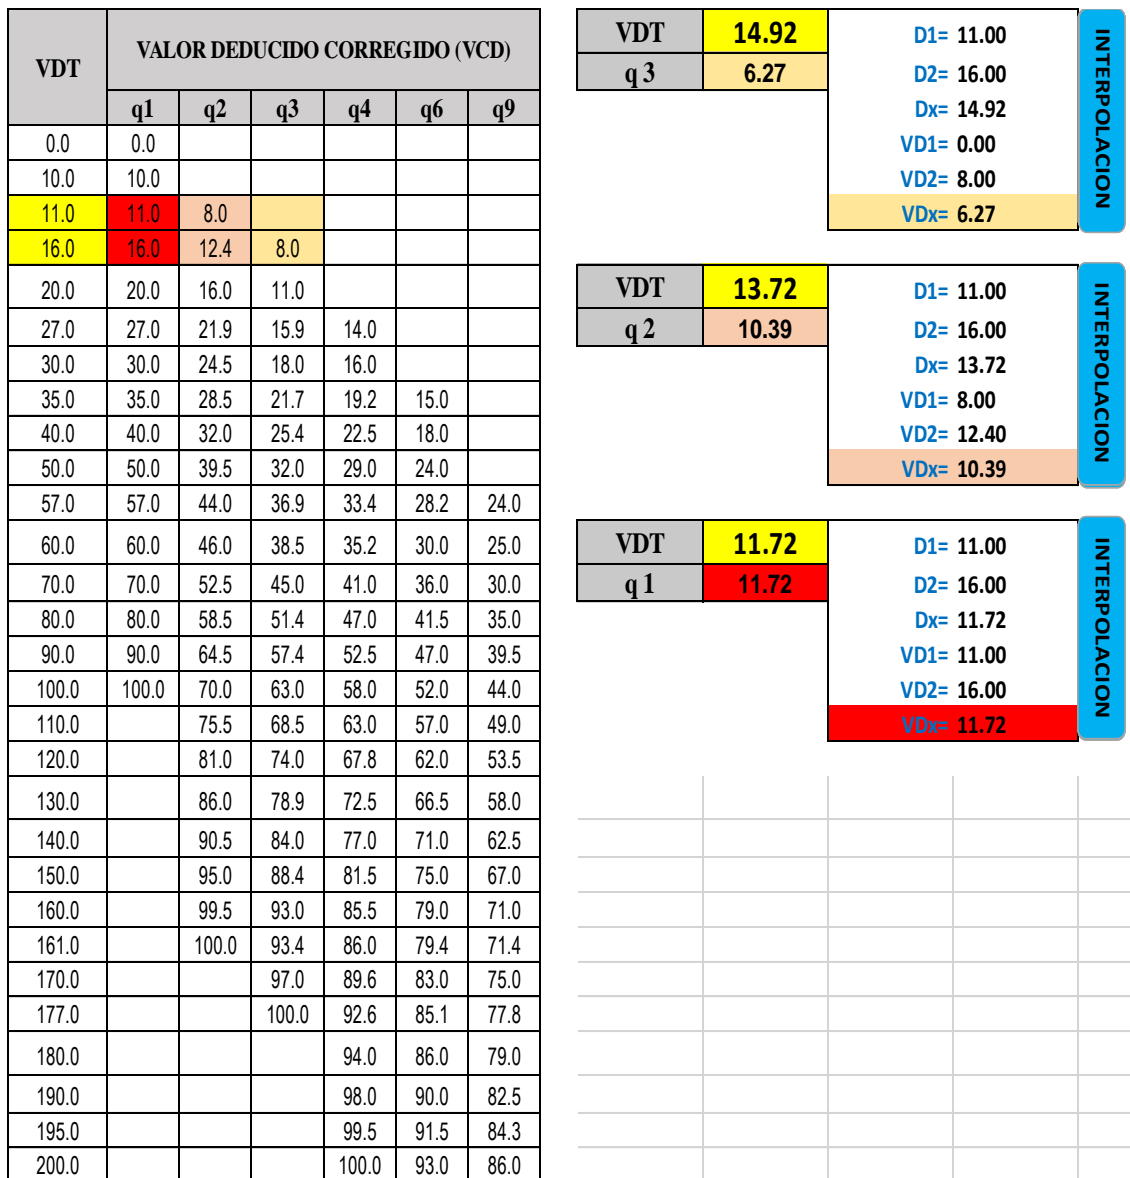 VDT VALOR DEDUCIDO CORREGIDO (VCD)
q1 q2 q3 q4 q6 q9
0.0 0.0
10.0 10.0
11.0 11.0 8.0
16.0 16.0 12.4 8.0
20.0 20.0 16.0 11.0
27.0 27.0 21.9 15.9 14.0
30.0 30.0 24.5 18.0 16.0
35.0 35.0 28.5 21.7 19.2 15.0
40.0 40.0 32.0 25.4 22.5 18.0
50.0 50.0 39.5 32.0 29.0 24.0
57.0 57.0 44.0 36.9 33.4 28.2 24.0
60.0 60.0 46.0 38.5 35.2 30.0 25.0
70.0 70.0 52.5 45.0 41.0 36.0 30.0
80.0 80.0 58.5 51.4 47.0 41.5 35.0
90.0 90.0 64.5 57.4 52.5 47.0 39.5
100.0 100.0 70.0 63.0 58.0 52.0 44.0
110.0 75.5 68.5 63.0 57.0 49.0
120.0 81.0 74.0 67.8 62.0 53.5
130.0 86.0 78.9 72.5 66.5 58.0
140.0 90.5 84.0 77.0 71.0 62.5
150.0 95.0 88.4 81.5 75.0 67.0
160.0 99.5 93.0 85.5 79.0 71.0
161.0 100.0 93.4 86.0 79.4 71.4
170.0 97.0 89.6 83.0 75.0
177.0 100.0 92.6 85.1 77.8
180.0 94.0 86.0 79.0
190.0 98.0 90.0 82.5
195.0 99.5 91.5 84.3
200.0 100.0 93.0 86.0
VDT 14.92
q 3 6.27
D1= 11.00
D2= 16.00
Dx= 14.92
VD1= 0.00
VD2= 8.00
VDx= 6.27
INTERPOLACION
VDT 13.72
q 2 10.39
D1= 11.00
D2= 16.00
Dx= 13.72
VD1= 8.00
VD2= 12.40
VDx= 10.39
INTERPOLACION
VDT 11.72
q 1 11.72
D1= 11.00
D2= 16.00
Dx= 11.72
VD1= 11.00
VD2= 16.00
VDx= 11.72
INTERPOLACION